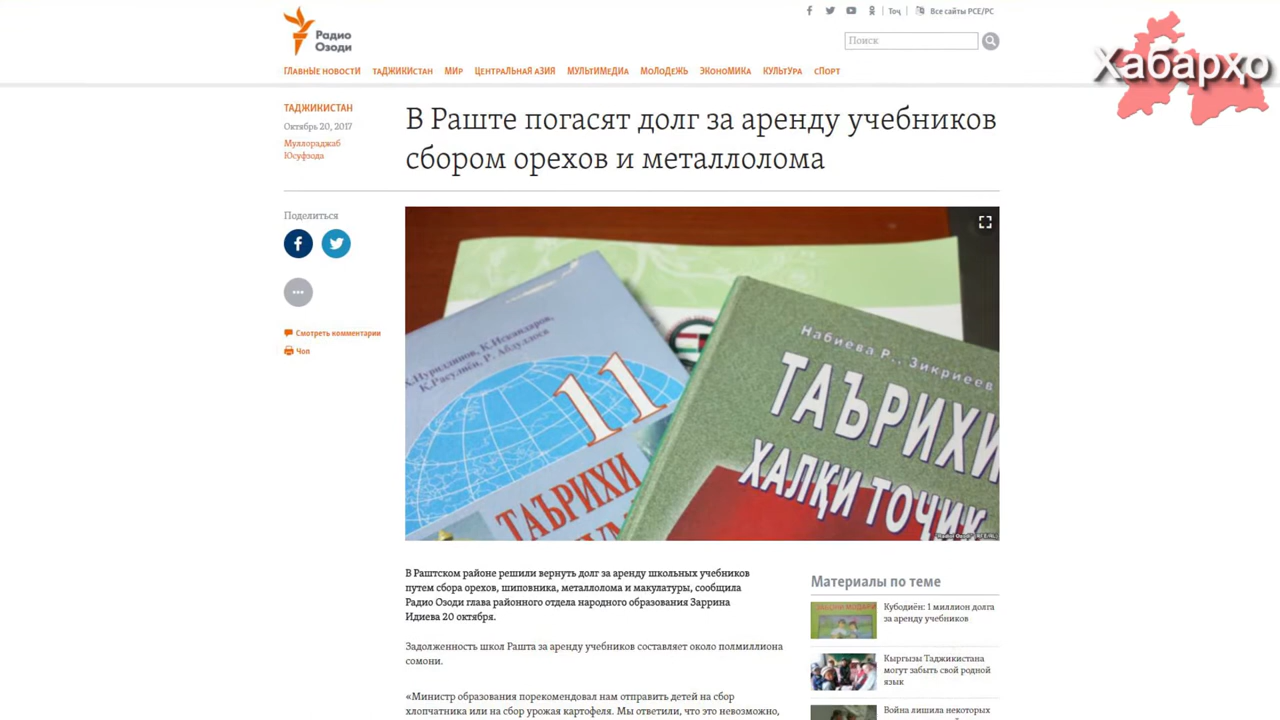 Радио
Озоди
Тоҷ
Все сайты РСЕ/РС
Поиск
Хабарҳо
ГЛАВНЫЕ НОВОСТИ
ТАДЖИКИСТАН
МИР
ЦЕНТРАЛЬНАЯ АЗИЯ
МУЛЬТИМЕДИА
МОЛОДЕЖЬ
ЭКОНОМИКА
КУЛЬТУРА
СПОРТ
ТАДЖИКИСТАН
Октябрь 20, 2017
Муллораджаб
Юсуфзода
В Раште погасят долг за аренду учебников
сбором орехов и металлолома
Поделиться
Смотреть комментарии
Чоп
Х.Нуриддинов, К.Искандаров,
К.Расулиён, Р. Абдуллоев
11
ТАЪРИХИ
Набиева Р., Зикриеев
ТАЪРИХИ
ХАЛҚИ ТОҶИК
В Раштском районе решили вернуть долг за аренду школьных учебников
путем сбора орехов, шиповника, металлолома и макулатуры, сообщила
Радио Озоди глава районного отдела народного образования Заррина
Идиева 20 октября.
Задолженность школ Рашта за аренду учебников составляет около полмиллиона
сомони.
«Министр образования порекомендовал нам отправить детей на сбор
хлопчатника или на сбор урожая картофеля. Мы ответили, что это невозможно,
Материалы по теме
Кубодиён: 1 миллион долга
за аренду учебников
Кыргызы Таджикистана
могут забыть свой родной
язык
Война лишила некоторых